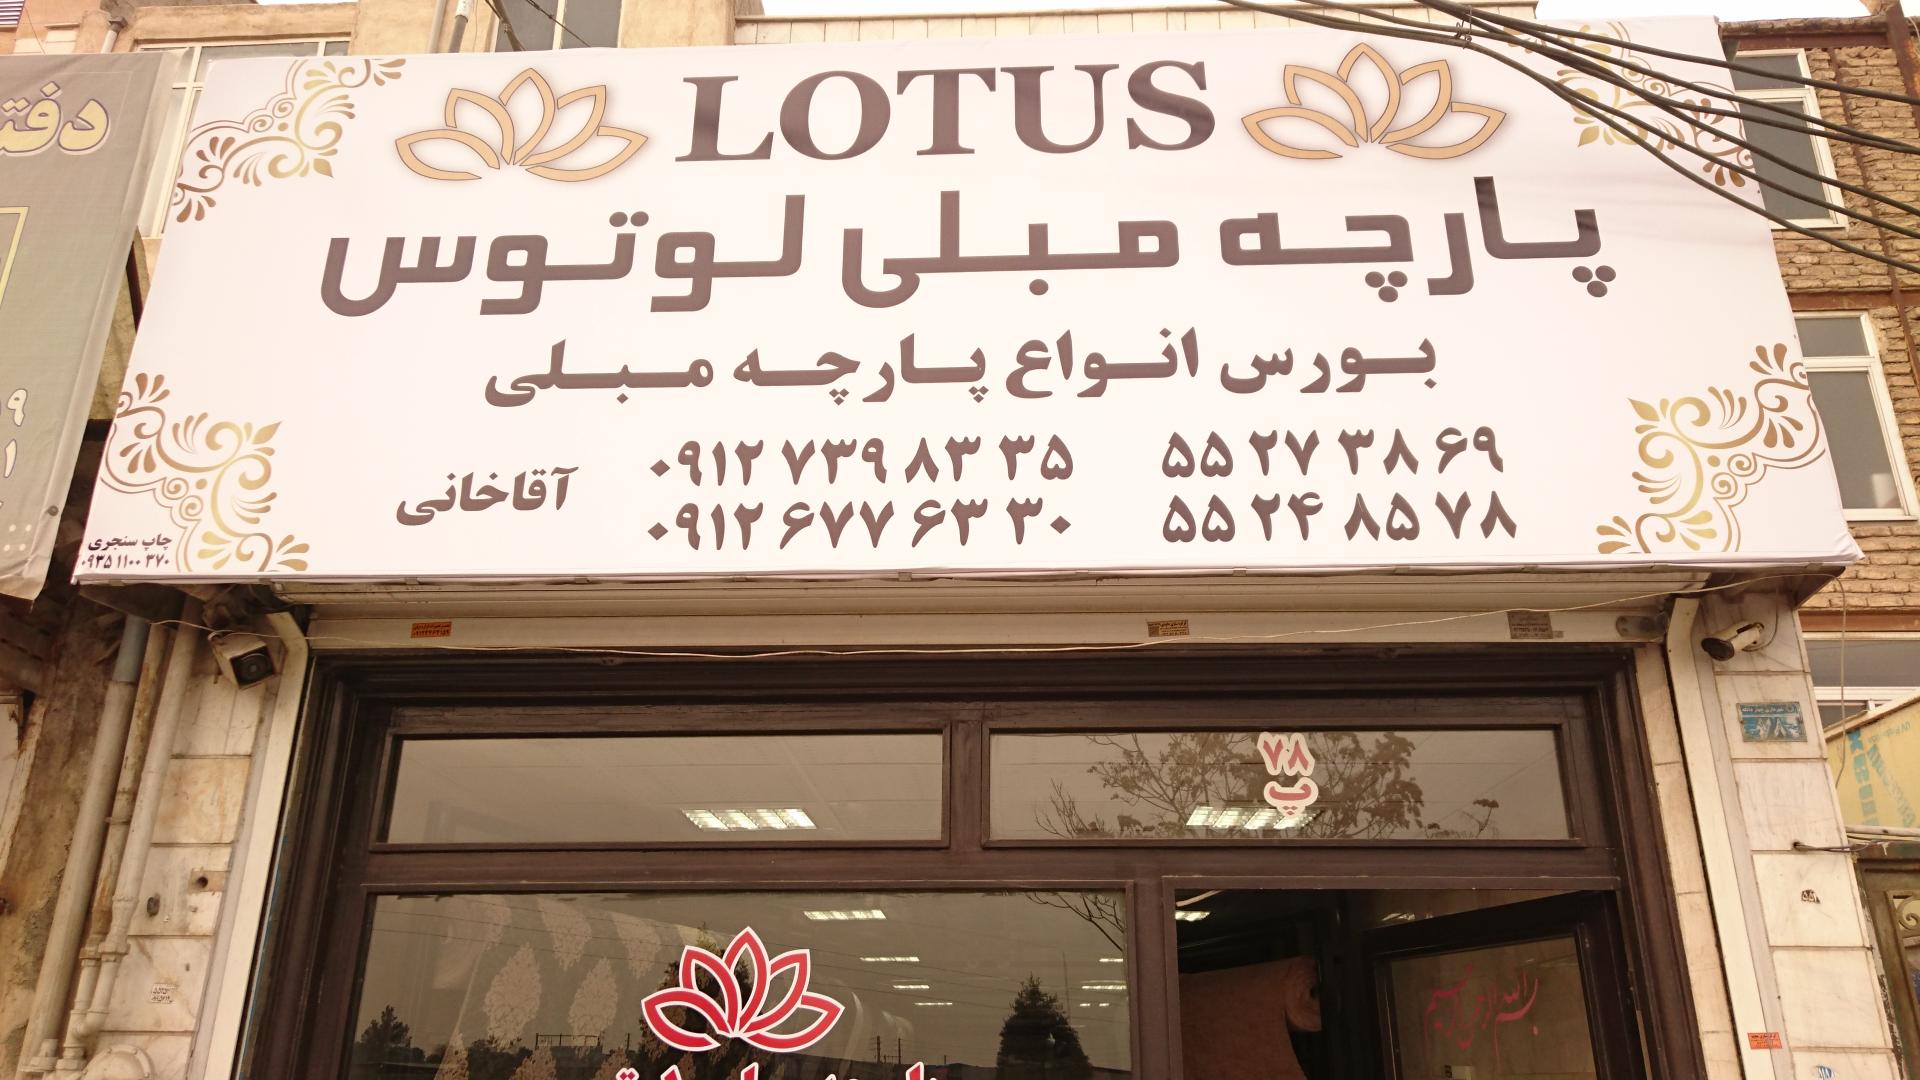 LOTUS
پارچه مبلی لوتوس
بورس انواع پارچه مبلی
۵۵ ۲۷ ۳۸ ۶۹
۰۹۱۲ ۷۳۹ ۸۳ ۳۵
۵۵ ۲۴ ۸۵ ۷۸
۰۹۱۲ ۶۷۷ ۶۳ ۳۰
آقاخانی
چاپ سنجری
۰۹۳۵ ۱۱۰۰ ۳۷۰
۷۸
پ